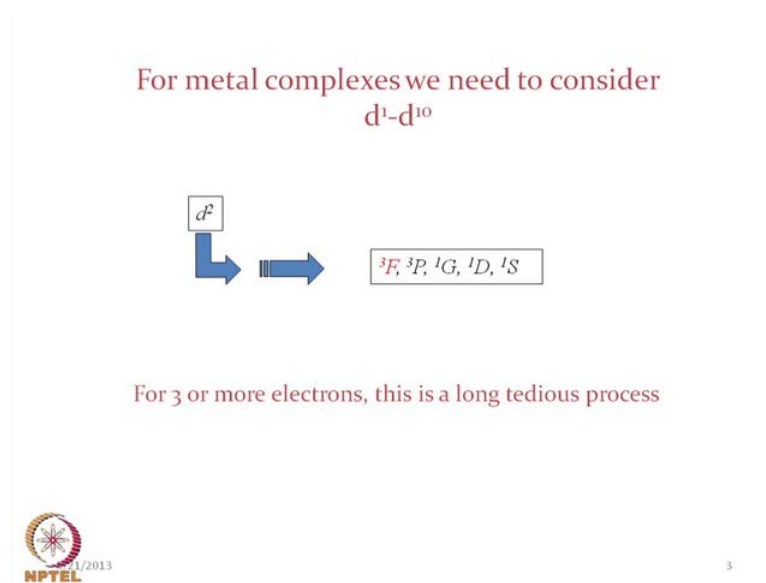 For metal complexes we need to consider
d¹-d¹⁰
d²
³F, ³P, ¹G, ¹D, ¹S
For 3 or more electrons, this is a long tedious process
21/2013
3
NPTEL